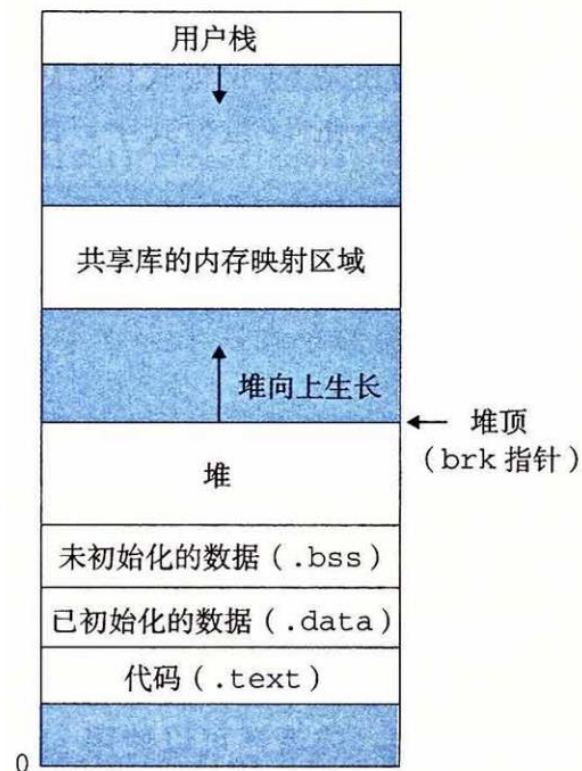 用户栈
共享库的内存映射区域
堆向上生长
堆顶
（brk 指针）
堆
未初始化的数据（.bss）
已初始化的数据（.data）
代码（.text）
0